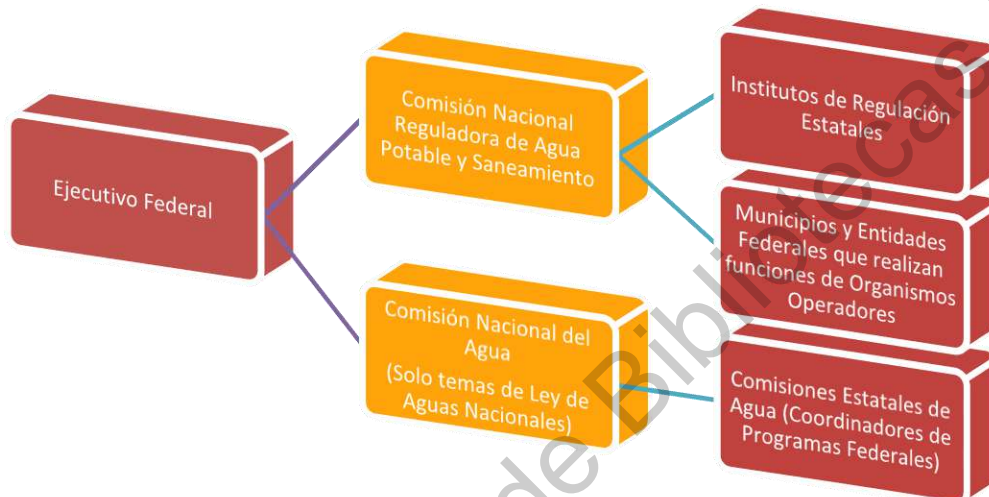 Ejecutivo Federal
Comisión Nacional
Reguladora de Agua
Potable y Saneamiento
Comisión Nacional del
Agua
(Solo temas de Ley de
Aguas Nacionales)
Institutos de Regulación
Estatales
Municipios y Entidades
Federales que realizan
funciones de Organismos
Operadores
Comisiones Estatales de
Agua (Coordinadores de
Programas Federales)
de Bibliotecas